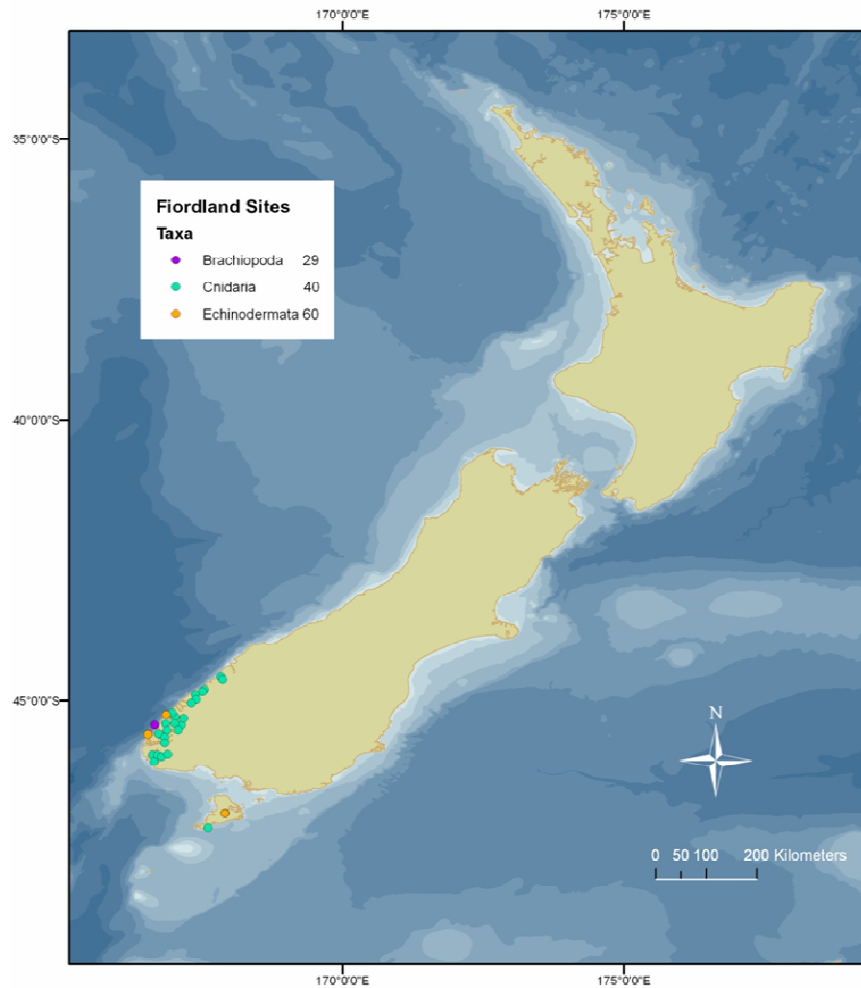 170°0'0"E 175°0'0"E
35°0'0"S
Fiordland Sites
Taxa
Brachiopoda 29
Cnidaria 40
Echinodermata 60
40°0'0"S
45°0'0"S
N
0 50 100 200 Kilometers
170°0'0"E 175°0'0"E